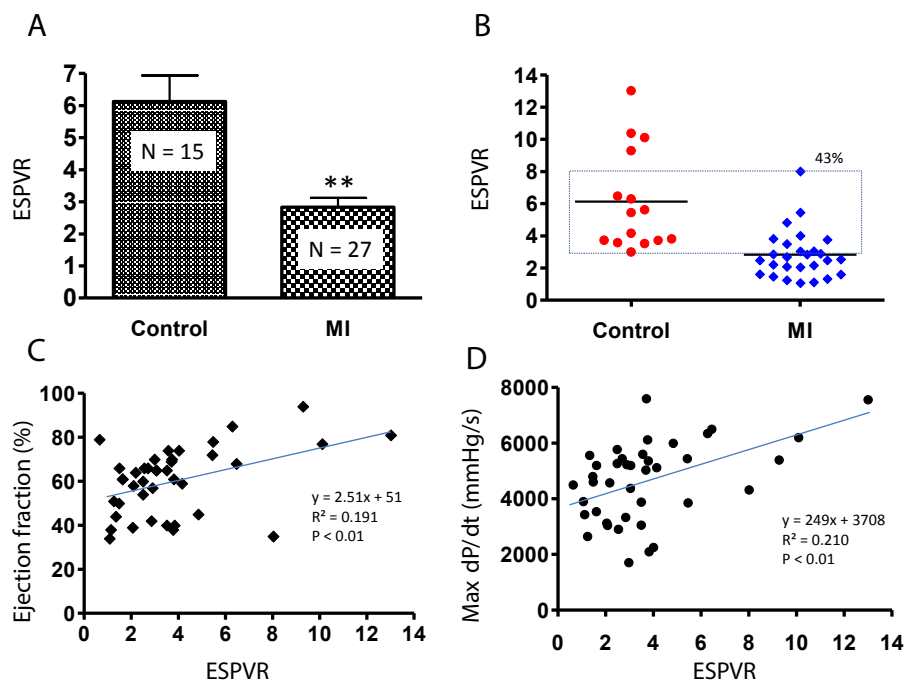 A
ESPVR
7
6
5
4
3
2
1
0
N = 15
**
N = 27
Control MI
B
ESPVR
14
12
10
8
6
4
2
0
43%
Control MI
C
Ejection fraction (%)
100
80
60
40
20
0
y = 2.51x + 51
R² = 0.191
P < 0.01
0 2 4 6 8 10 12 14
ESPVR
D
Max dP/dt (mmHg/s)
8000
6000
4000
2000
0
y = 249x + 3708
R² = 0.210
P < 0.01
0 2 4 6 8 10 12 14
ESPVR